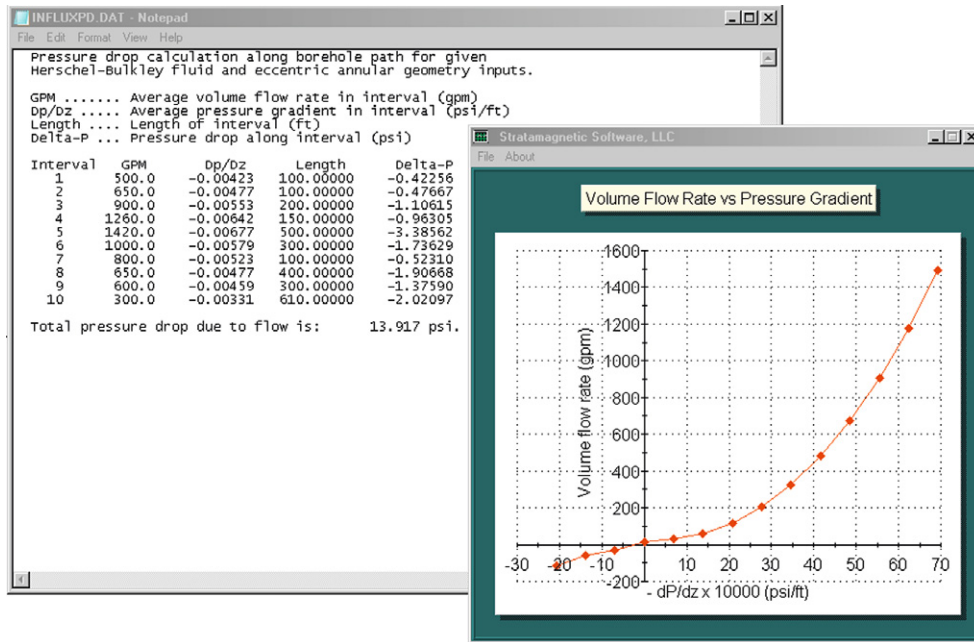 INFLUXPD.DAT - Notepad
File Edit Format View Help
Pressure drop calculation along borehole path for given
Herschel-Bulkley fluid and eccentric annular geometry inputs.
GPM ....... Average volume flow rate in interval (gpm)
Dp/Dz ..... Average pressure gradient in interval (psi/ft)
Length .... Length of interval (ft)
Delta-P ... Pressure drop along interval (psi)
Interval GPM Dp/Dz Length Delta-P
1 500.0 -0.00423 100.00000 -0.42256
2 650.0 -0.00477 100.00000 -0.47667
3 900.0 -0.00553 200.00000 -1.10615
4 1260.0 -0.00642 150.00000 -0.96305
5 1420.0 -0.00677 500.00000 -3.38562
6 1000.0 -0.00579 300.00000 -1.73629
7 800.0 -0.00523 100.00000 -0.52310
8 650.0 -0.00477 400.00000 -1.90668
9 600.0 -0.00459 300.00000 -1.37590
10 300.0 -0.00331 610.00000 -2.02097
Total pressure drop due to flow is: 13.917 psi.
Stratamagnetic Software, LLC
File About
Volume Flow Rate vs Pressure Gradient
1600
1400
1200
1000
800
600
400
200
-200
Volume flow rate (gpm)
-30 -20 -10 0 10 20 30 40 50 60 70
- dP/dz x 10000 (psi/ft)